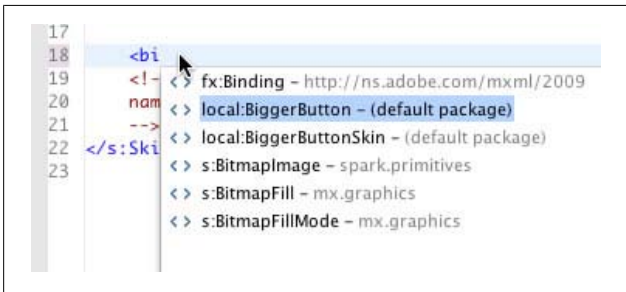 17
18 <bi
19 <!-
20 nam
21 -->
22 </s:Ski
23
fx:Binding – http://ns.adobe.com/mxml/2009
local:BiggerButton – (default package)
local:BiggerButtonSkin – (default package)
s:BitmapImage – spark.primitives
s:BitmapFill – mx.graphics
s:BitmapFillMode – mx.graphics